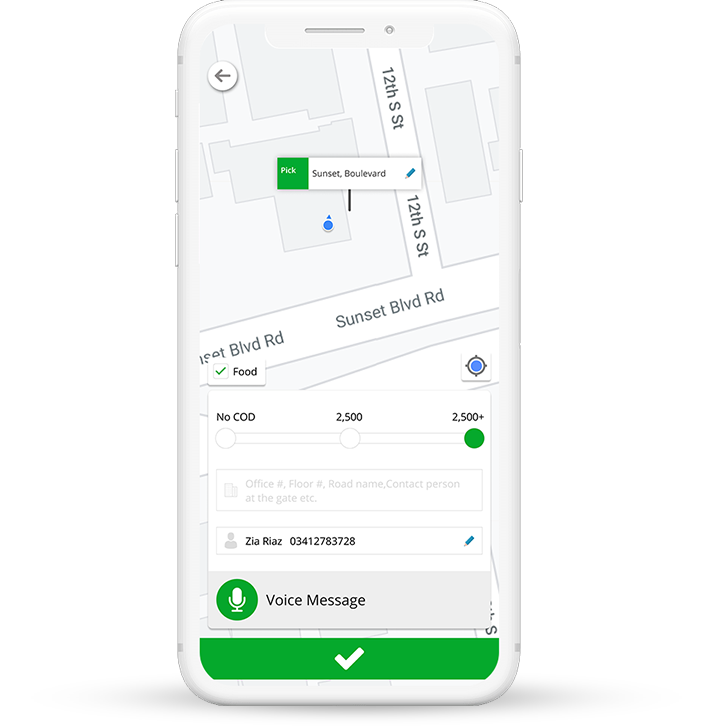 12th S St
Pick
Sunset, Boulevard
12th S St
Sunset Blvd Rd
Blvd Rd
Food
No COD 2,500 2,500+
Office #, Floor #, Road name,Contact person
at the gate etc.
Zia Riaz 03412783728
Voice Message